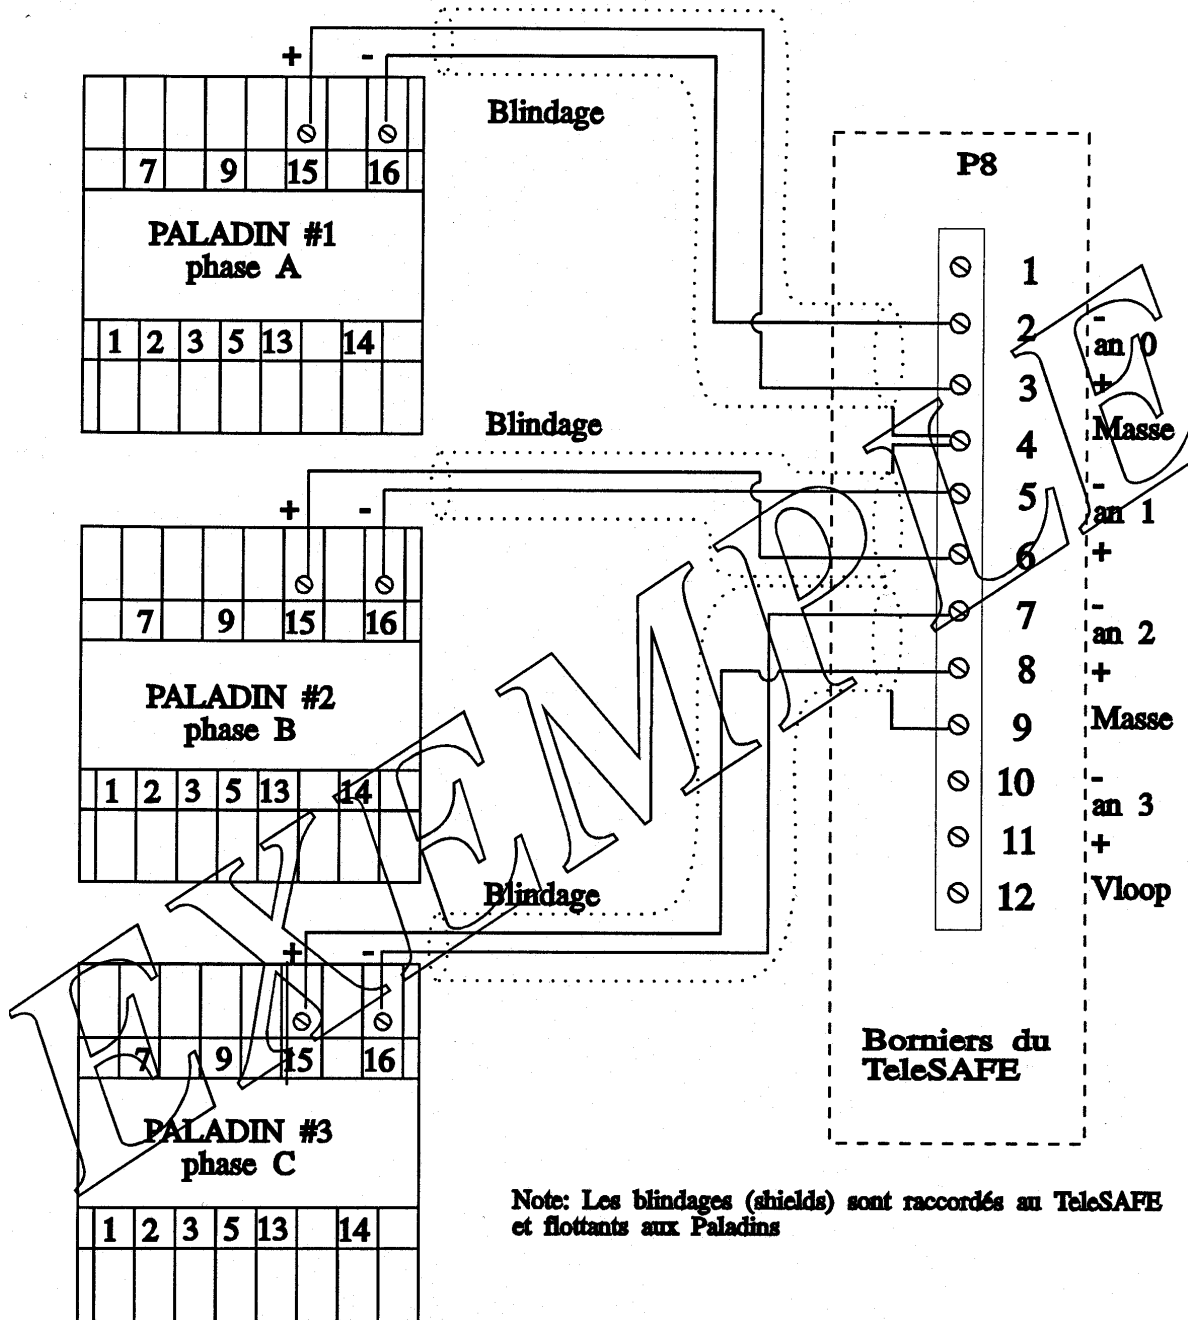 + -
Blindage
7 9 15 16
PALADIN #1
phase A
1 2 3 5 13 14
Blindage
+ -
7 9 15 16
PALADIN #2
phase B
1 2 3 5 13 14
Blindage
+ -
7 9 15 16
PALADIN #3
phase C
1 2 3 5 13 14
P8
1
2 -
an 0
3 +
4 Masse
5 -
an 1
6 +
7 -
an 2
8 +
9 Masse
10 -
an 3
11 +
12 Vloop
Borniers du
TeleSAFE
Note: Les blindages (shields) sont raccordés au TeleSAFE
et flottants aux Paladins
EXEMPLE